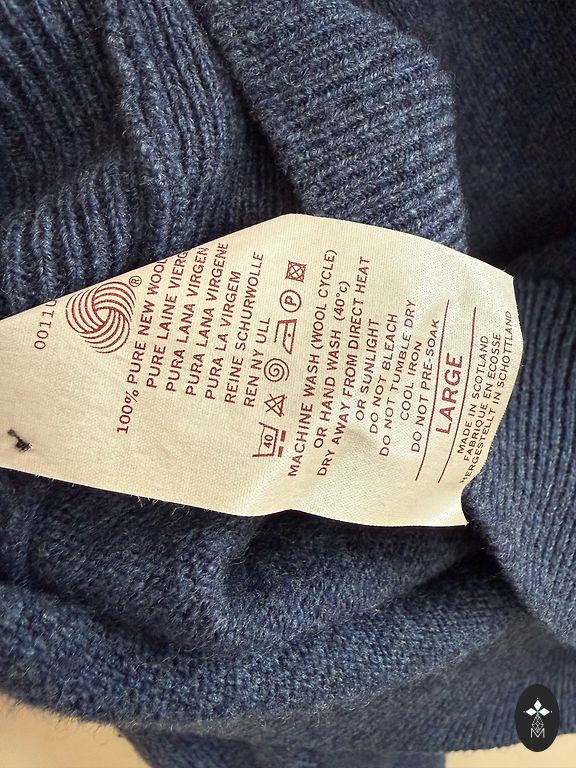 0011U
®
100% PURE NEW WOOL
PURE LAINE VIERGE
PURA LANA VIRGEN
PURA LANA VERGINE
PURA LA VIRGEM
REINE SCHURWOLLE
REN NY ULL
40 P
MACHINE WASH (WOOL CYCLE)
OR HAND WASH (40°C)
DRY AWAY FROM DIRECT HEAT
OR SUNLIGHT
DO NOT BLEACH
DO NOT TUMBLE DRY
COOL IRON
DO NOT PRE-SOAK
LARGE
MADE IN SCOTLAND
FABRIQUE EN ECOSSE
HERGESTELLT IN SCHOTTLAND
M